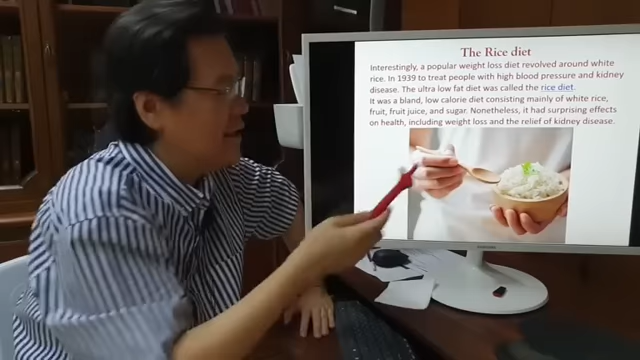 The Rice diet
Interestingly, a popular weight loss diet revolved around white
rice. In 1939 to treat people with high blood pressure and kidney
disease. The ultra low fat diet was called the rice diet.
It was a bland, low calorie diet consisting mainly of white rice,
fruit, fruit juice, and sugar. Nonetheless, it had surprising effects
on health, including weight loss and the relief of kidney disease.